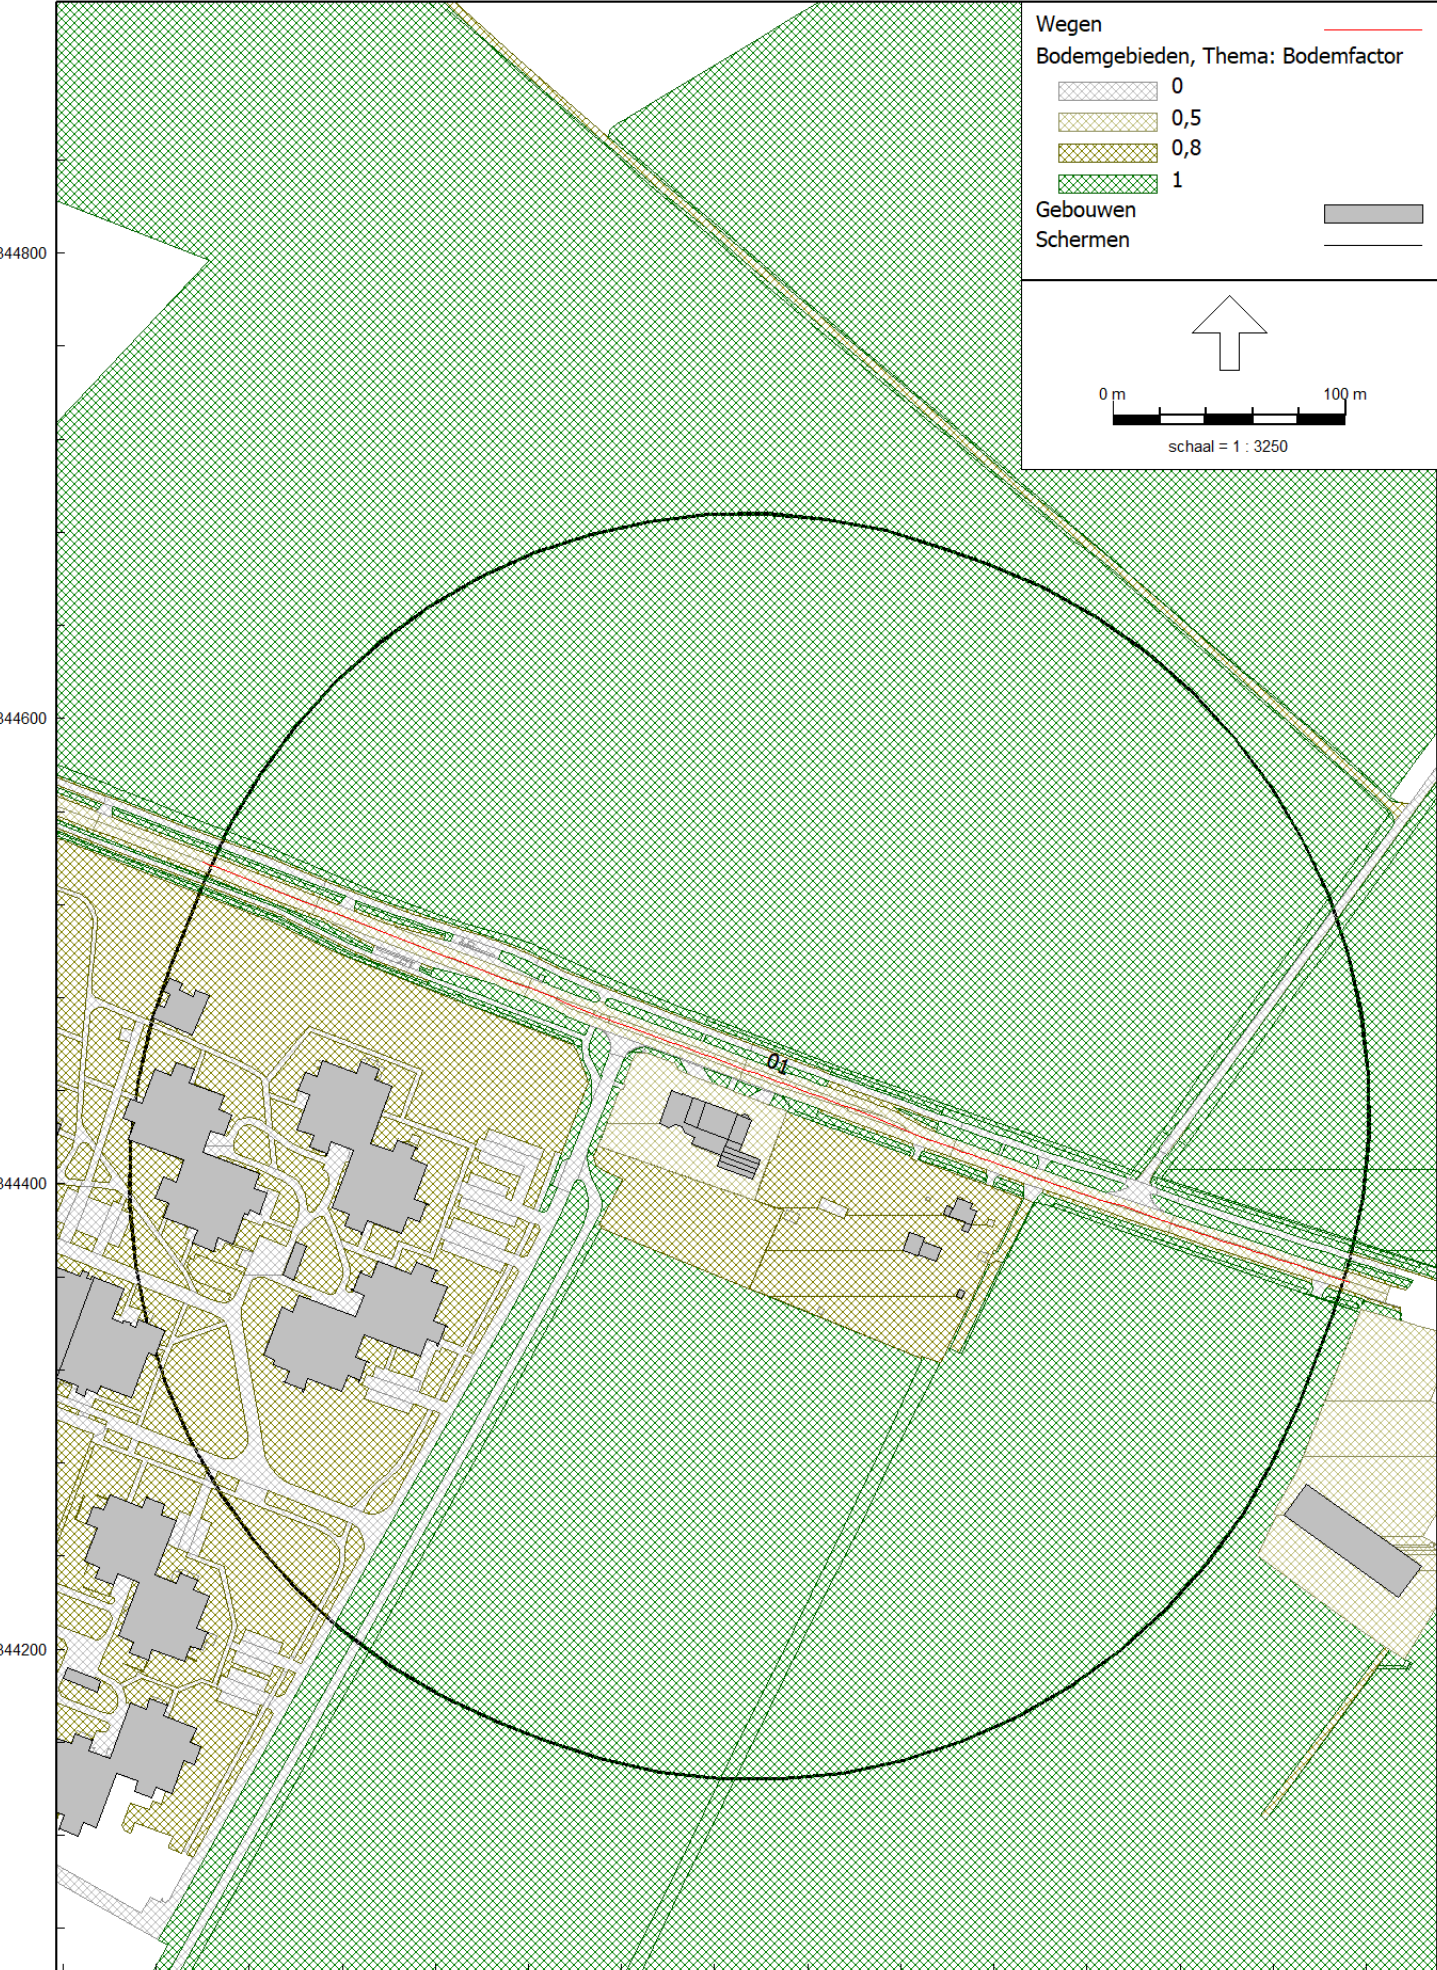 Wegen
Bodemgebieden, Thema: Bodemfactor
0
0,5
0,8
1
Gebouwen
Schermen
0 m 100 m
schaal = 1 : 3250
01